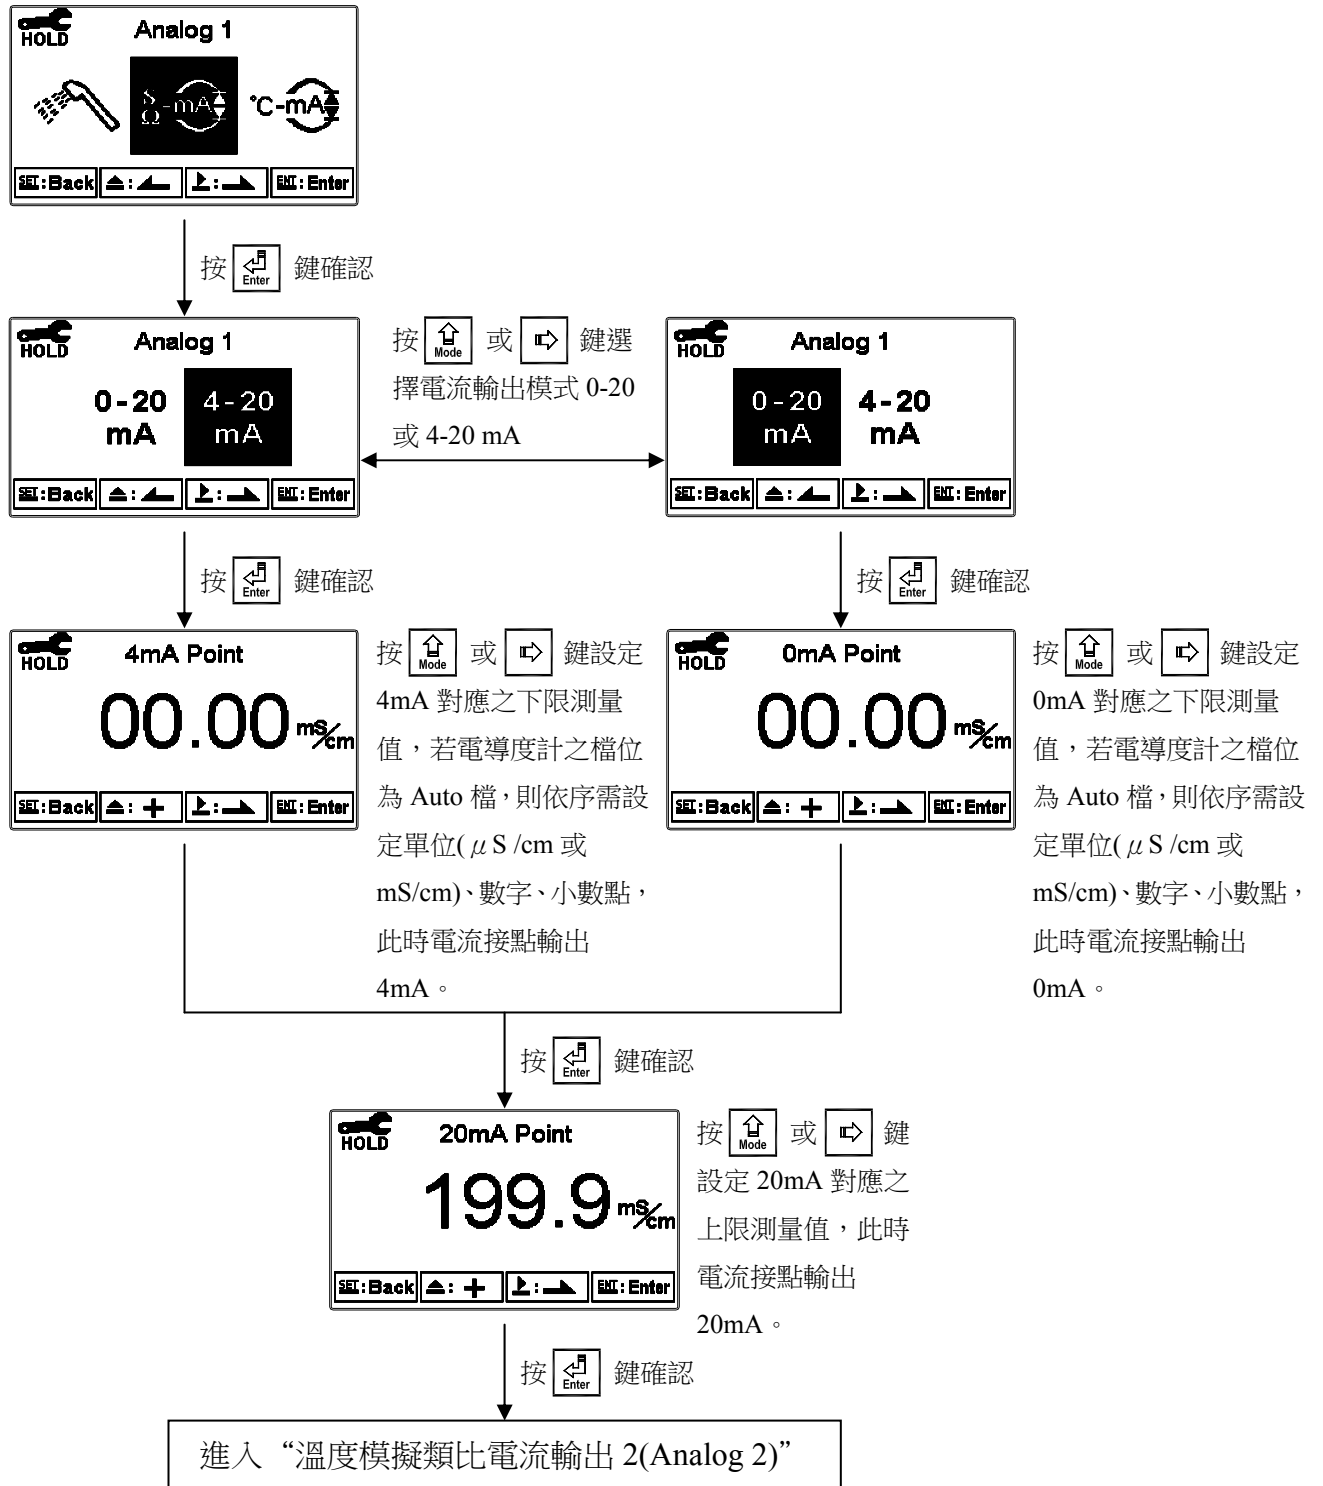 HOLD
Analog 1
S
Ω -mA
°C-mA
SET:Back
ENT:Enter
按 Enter 鍵確認
HOLD
Analog 1
0-20
mA
4-20
mA
SET:Back
ENT:Enter
按 Mode 或 鍵選
擇電流輸出模式 0-20
或 4-20 mA
HOLD
Analog 1
0-20
mA
4-20
mA
SET:Back
ENT:Enter
按 Enter 鍵確認
按 Enter 鍵確認
HOLD
4mA Point
00.00 mS/cm
SET:Back
: +
ENT:Enter
按 Mode 或 鍵設定
4mA 對應之下限測量
值，若電導度計之檔位
為 Auto 檔，則依序需設
定單位(μS /cm 或
mS/cm)、數字、小數點，
此時電流接點輸出
4mA。
HOLD
0mA Point
00.00 mS/cm
SET:Back
: +
ENT:Enter
按 Mode 或 鍵設定
0mA 對應之下限測量
值，若電導度計之檔位
為 Auto 檔，則依序需設
定單位(μS /cm 或
mS/cm)、數字、小數點，
此時電流接點輸出
0mA。
按 Enter 鍵確認
HOLD
20mA Point
199.9 mS/cm
SET:Back
: +
ENT:Enter
按 Mode 或 鍵
設定 20mA 對應之
上限測量值，此時
電流接點輸出
20mA。
按 Enter 鍵確認
進入“溫度模擬類比電流輸出 2(Analog 2)”